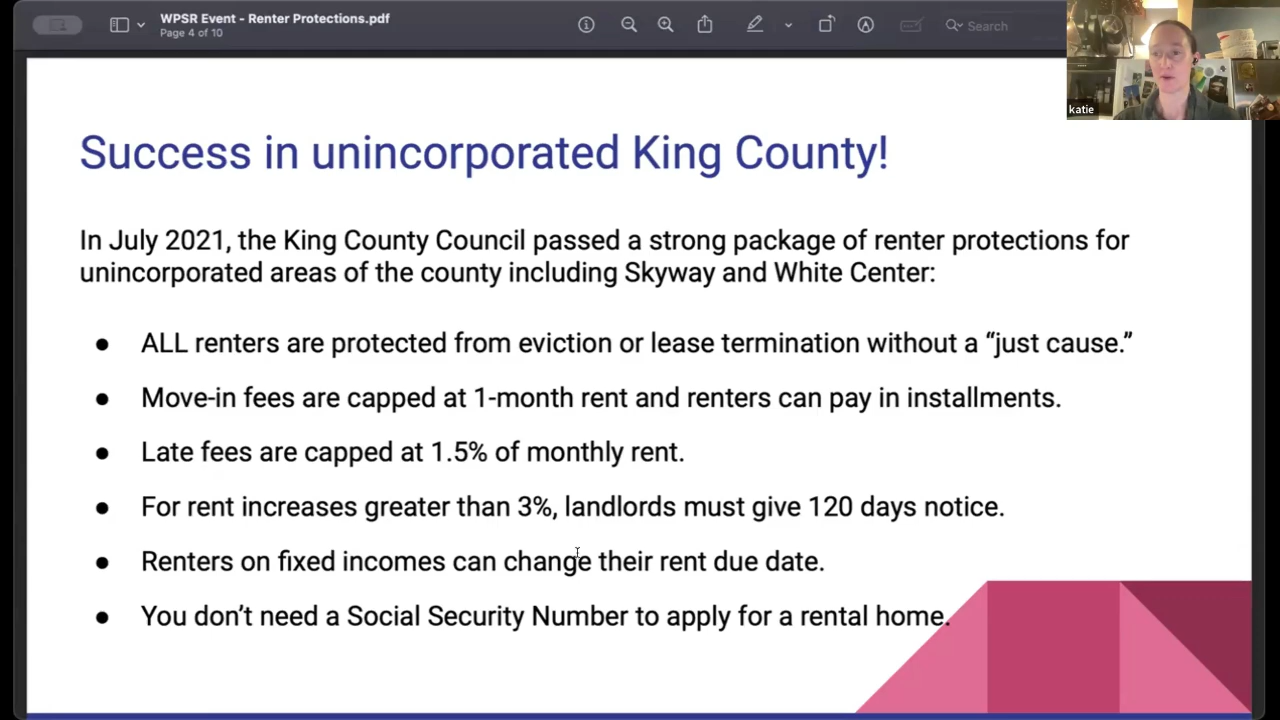 WPSR Event - Renter Protections.pdf
Page 4 of 10
Search
katie
Success in unincorporated King County!
In July 2021, the King County Council passed a strong package of renter protections for
unincorporated areas of the county including Skyway and White Center:
● ALL renters are protected from eviction or lease termination without a “just cause.”
● Move-in fees are capped at 1-month rent and renters can pay in installments.
● Late fees are capped at 1.5% of monthly rent.
● For rent increases greater than 3%, landlords must give 120 days notice.
● Renters on fixed incomes can change their rent due date.
● You don’t need a Social Security Number to apply for a rental home.